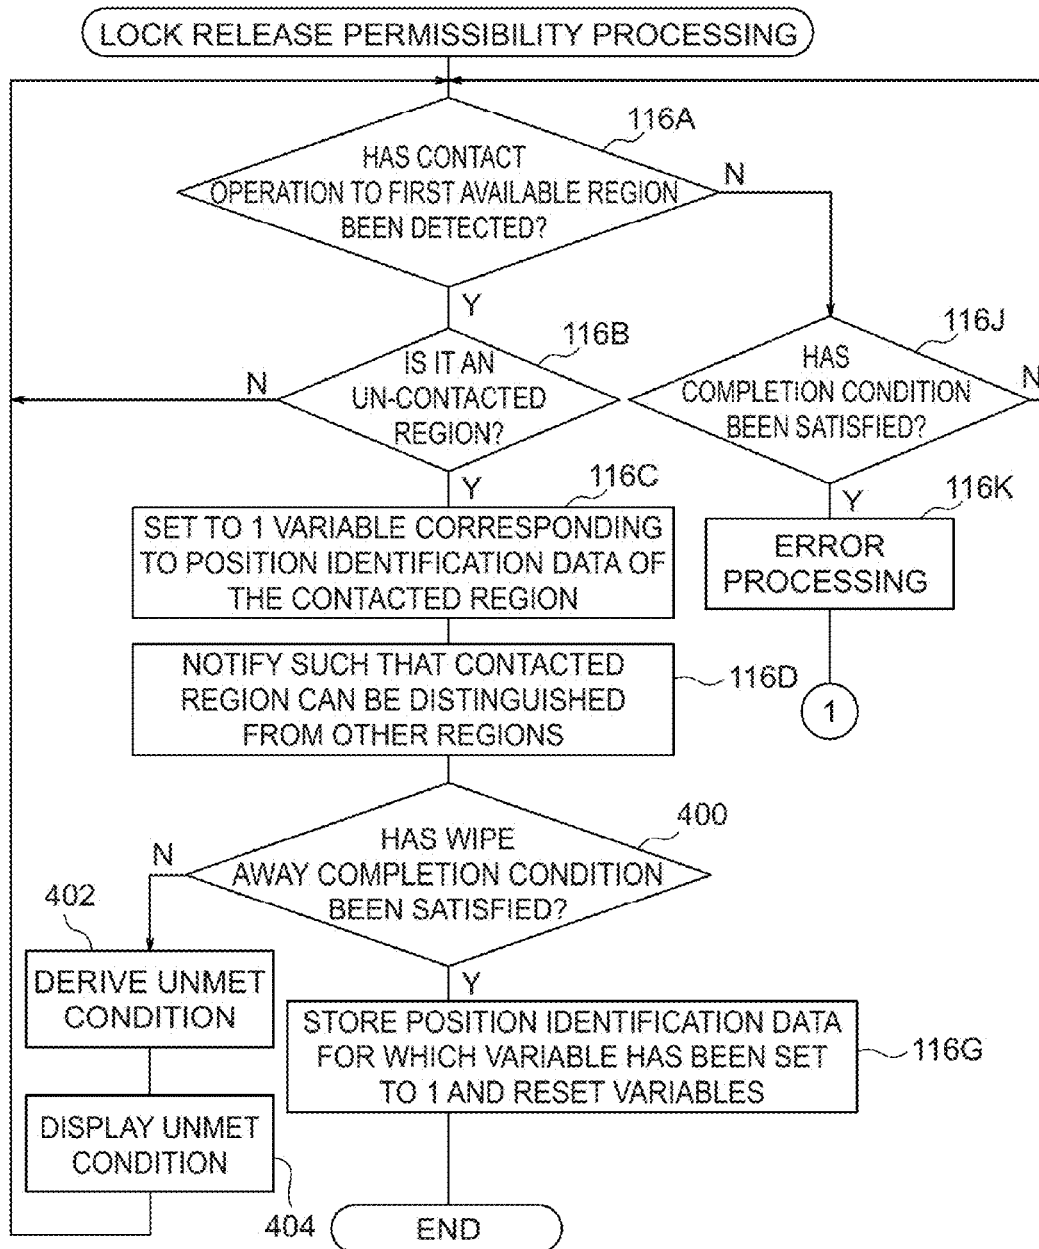 LOCK RELEASE PERMISSIBILITY PROCESSING
116A
HAS CONTACT
OPERATION TO FIRST AVAILABLE REGION
BEEN DETECTED?
N
Y
116B
IS IT AN
UN-CONTACTED
REGION?
N
Y
116J
HAS
COMPLETION CONDITION
BEEN SATISFIED?
N
Y
116C
SET TO 1 VARIABLE CORRESPONDING
TO POSITION IDENTIFICATION DATA OF
THE CONTACTED REGION
116K
ERROR
PROCESSING
NOTIFY SUCH THAT CONTACTED
REGION CAN BE DISTINGUISHED
FROM OTHER REGIONS
116D
1
400
HAS WIPE
AWAY COMPLETION CONDITION
BEEN SATISFIED?
N
Y
402
DERIVE UNMET
CONDITION
STORE POSITION IDENTIFICATION DATA
FOR WHICH VARIABLE HAS BEEN SET
TO 1 AND RESET VARIABLES
116G
DISPLAY UNMET
CONDITION
404
END